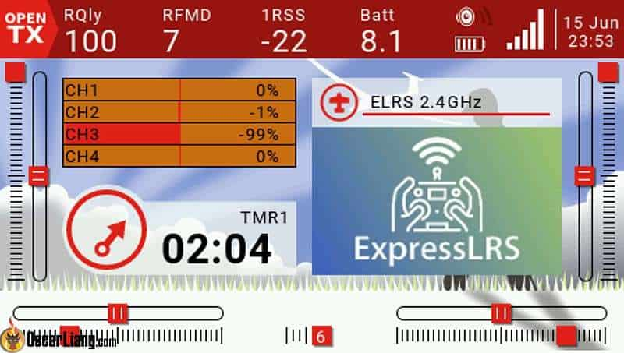 OPEN TX
RQly RFMD 1RSS Batt
100 7 -22 8.1
15 Jun
23:53
CH1 0%
CH2 -1%
CH3 -99%
CH4 0%
ELRS 2.4GHz
TMR1
02:04
ExpressLRS
6
OscarLiang.com